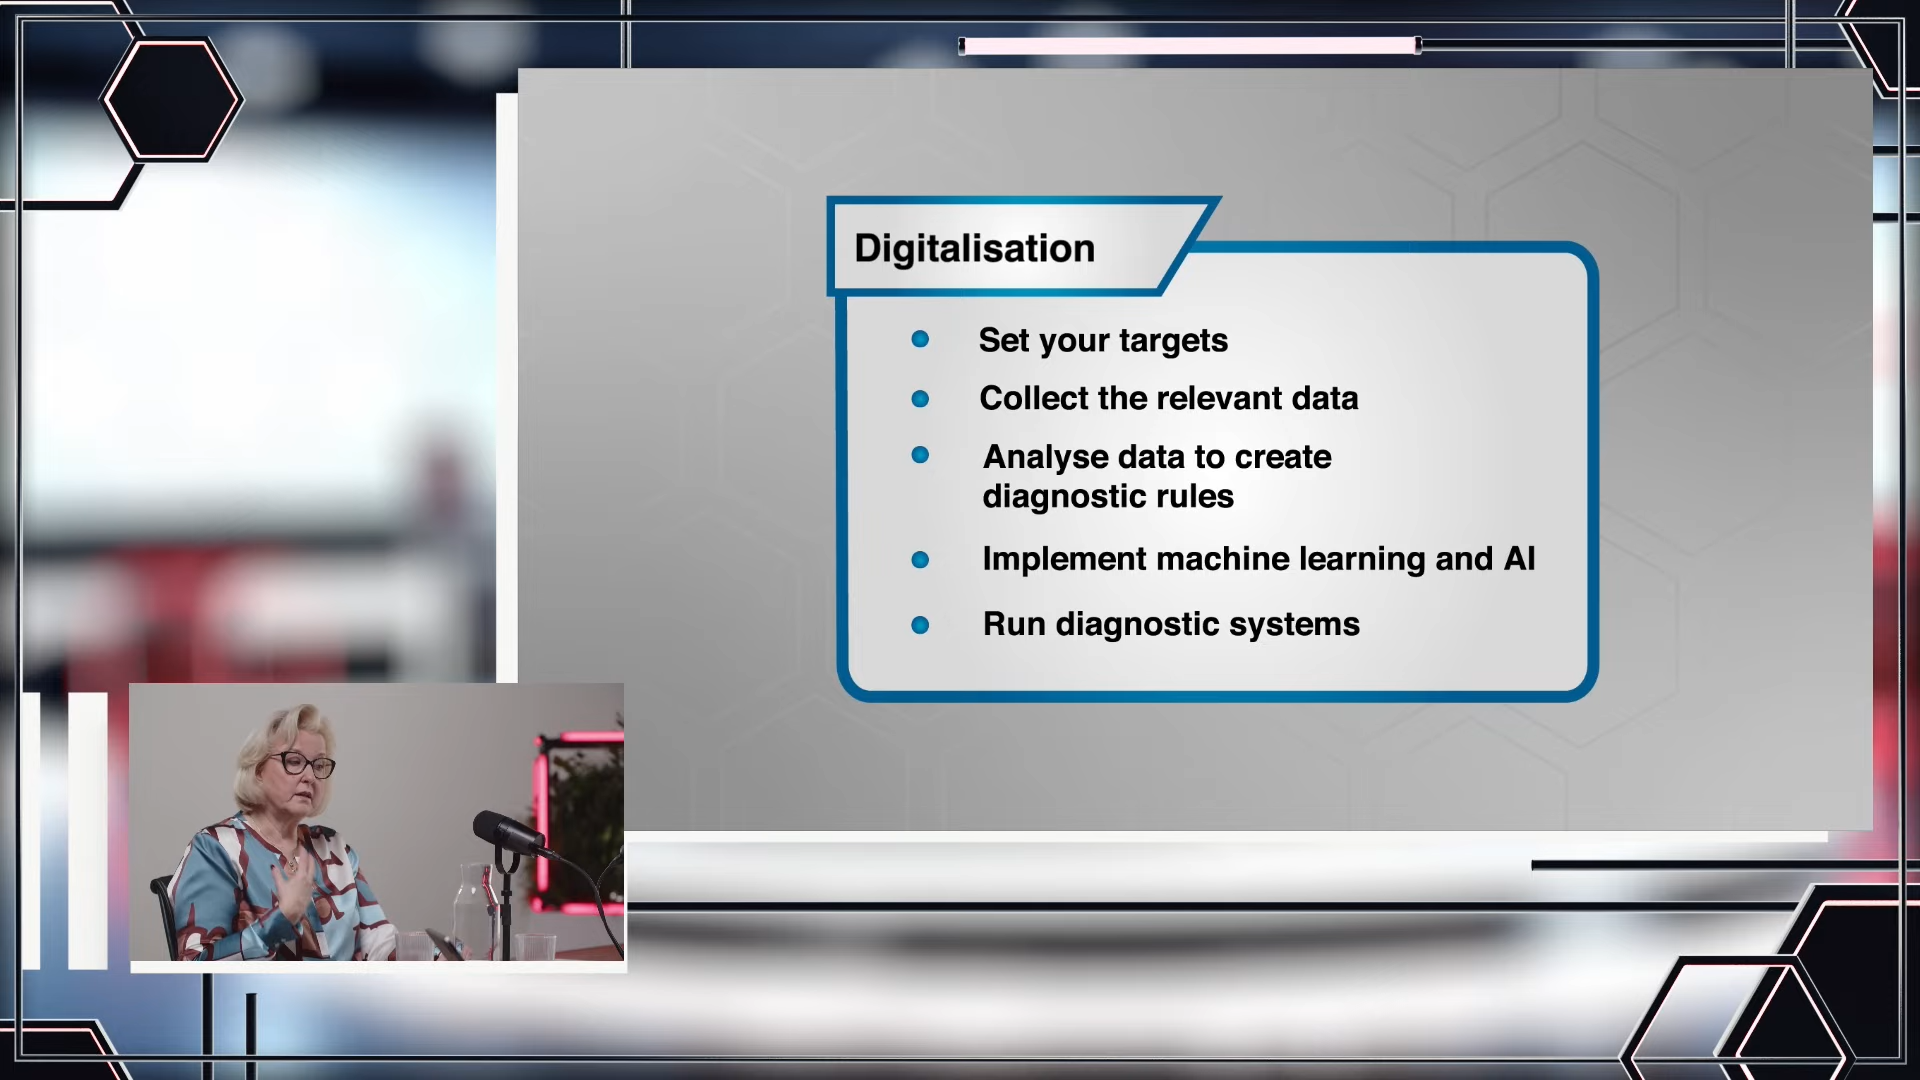 Digitalisation
Set your targets
Collect the relevant data
Analyse data to create
diagnostic rules
Implement machine learning and AI
Run diagnostic systems